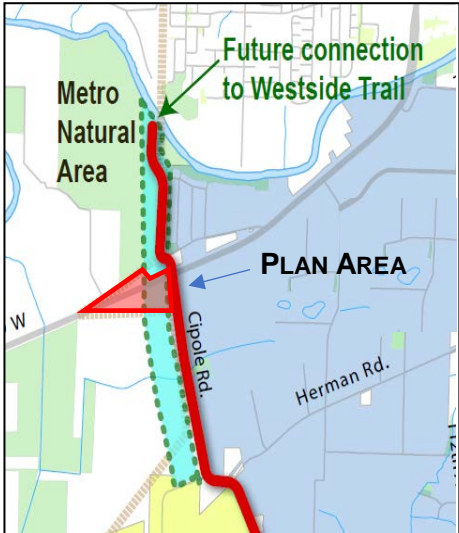 Future connection
to Westside Trail
Metro
Natural
Area
PLAN AREA
W
Cipole Rd.
Herman Rd.